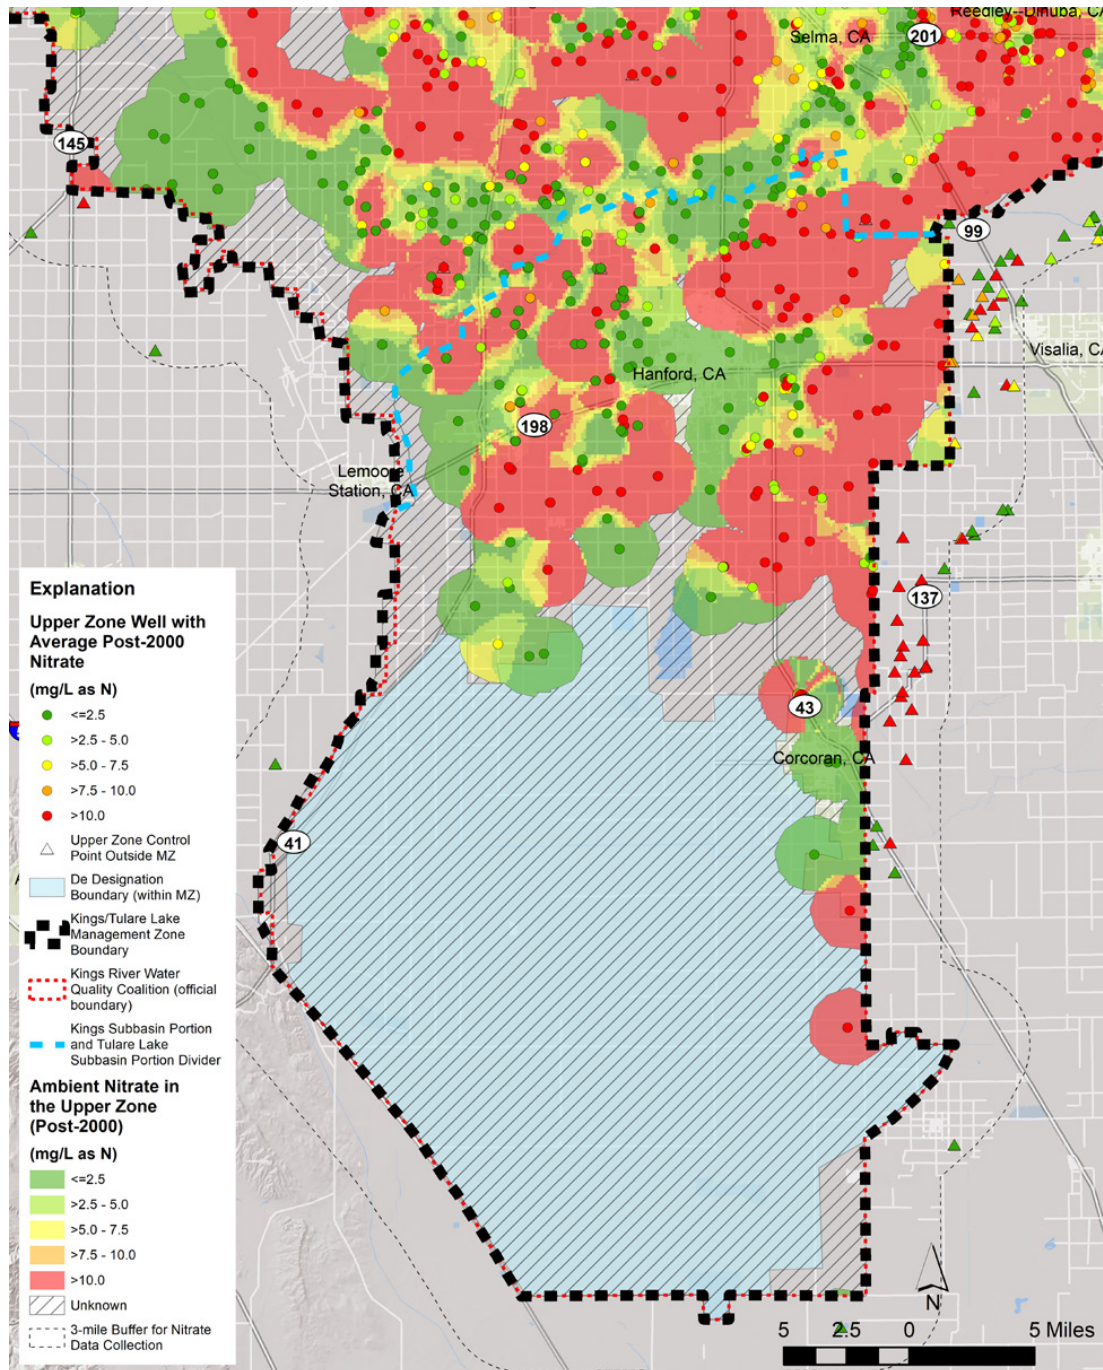 Reedley--Dinuba, CA
Selma, CA
201
145
99
Visalia, CA
Hanford, CA
198
Lemoore
Station, CA
137
43
Corcoran, CA
41
Explanation
Upper Zone Well with
Average Post-2000
Nitrate
(mg/L as N)
<=2.5
>2.5 - 5.0
>5.0 - 7.5
>7.5 - 10.0
>10.0
Upper Zone Control
Point Outside MZ
De Designation
Boundary (within MZ)
Kings/Tulare Lake
Management Zone
Boundary
Kings River Water
Quality Coalition (official
boundary)
Kings Subbasin Portion
and Tulare Lake
Subbasin Portion Divider
Ambient Nitrate in
the Upper Zone
(Post-2000)
(mg/L as N)
<=2.5
>2.5 - 5.0
>5.0 - 7.5
>7.5 - 10.0
>10.0
Unknown
3-mile Buffer for Nitrate
Data Collection
N
5 2.5 0 5 Miles